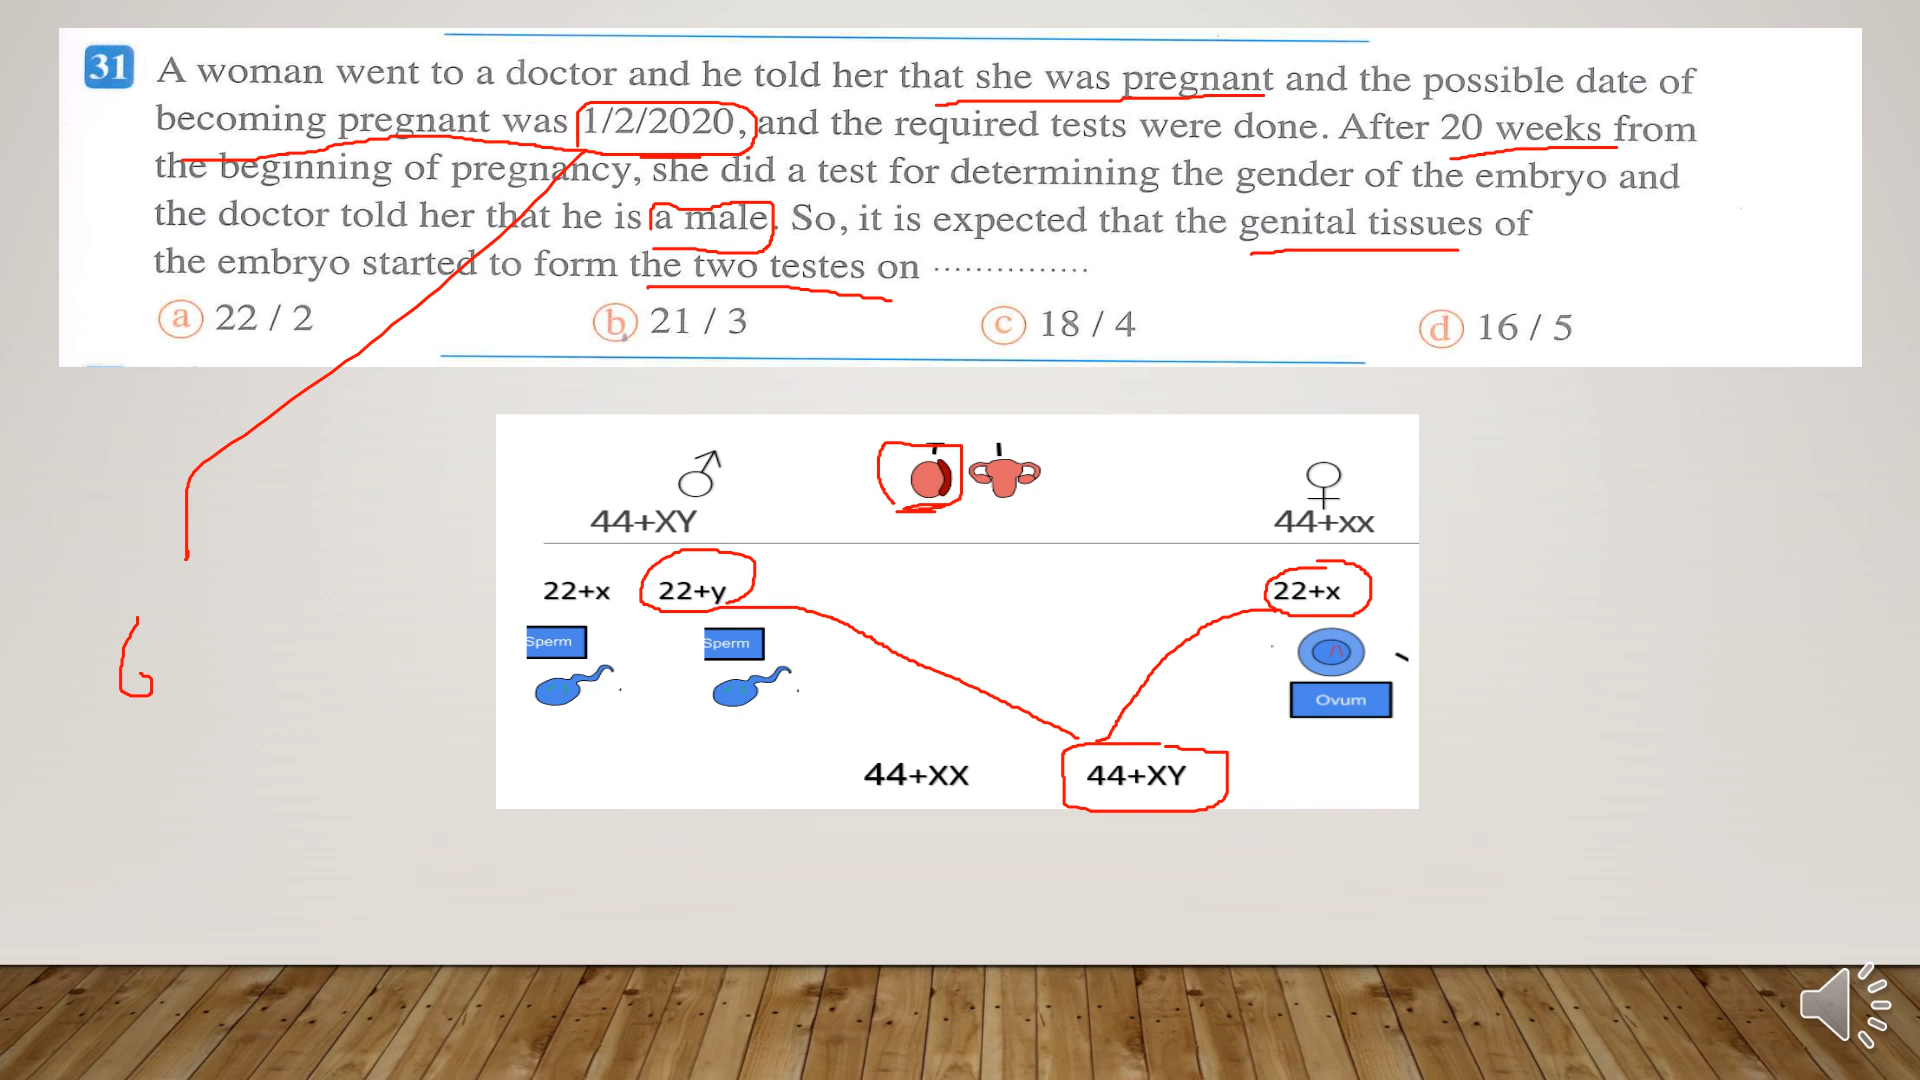 31 A woman went to a doctor and he told her that she was pregnant and the possible date of
becoming pregnant was 1/2/2020, and the required tests were done. After 20 weeks from
the beginning of pregnancy, she did a test for determining the gender of the embryo and
the doctor told her that he is a male. So, it is expected that the genital tissues of
the embryo started to form the two testes on ...............
a 22 / 2 b 21 / 3 c 18 / 4 d 16 / 5
44+XY 44+xx
22+x 22+y 22+x
Sperm Sperm
Ovum
6
44+XX 44+XY